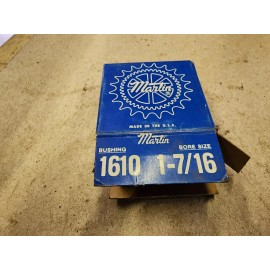 Martin
MADE IN THE U.S.A.
Martin
BUSHING BORE SIZE
1610 1-7/16